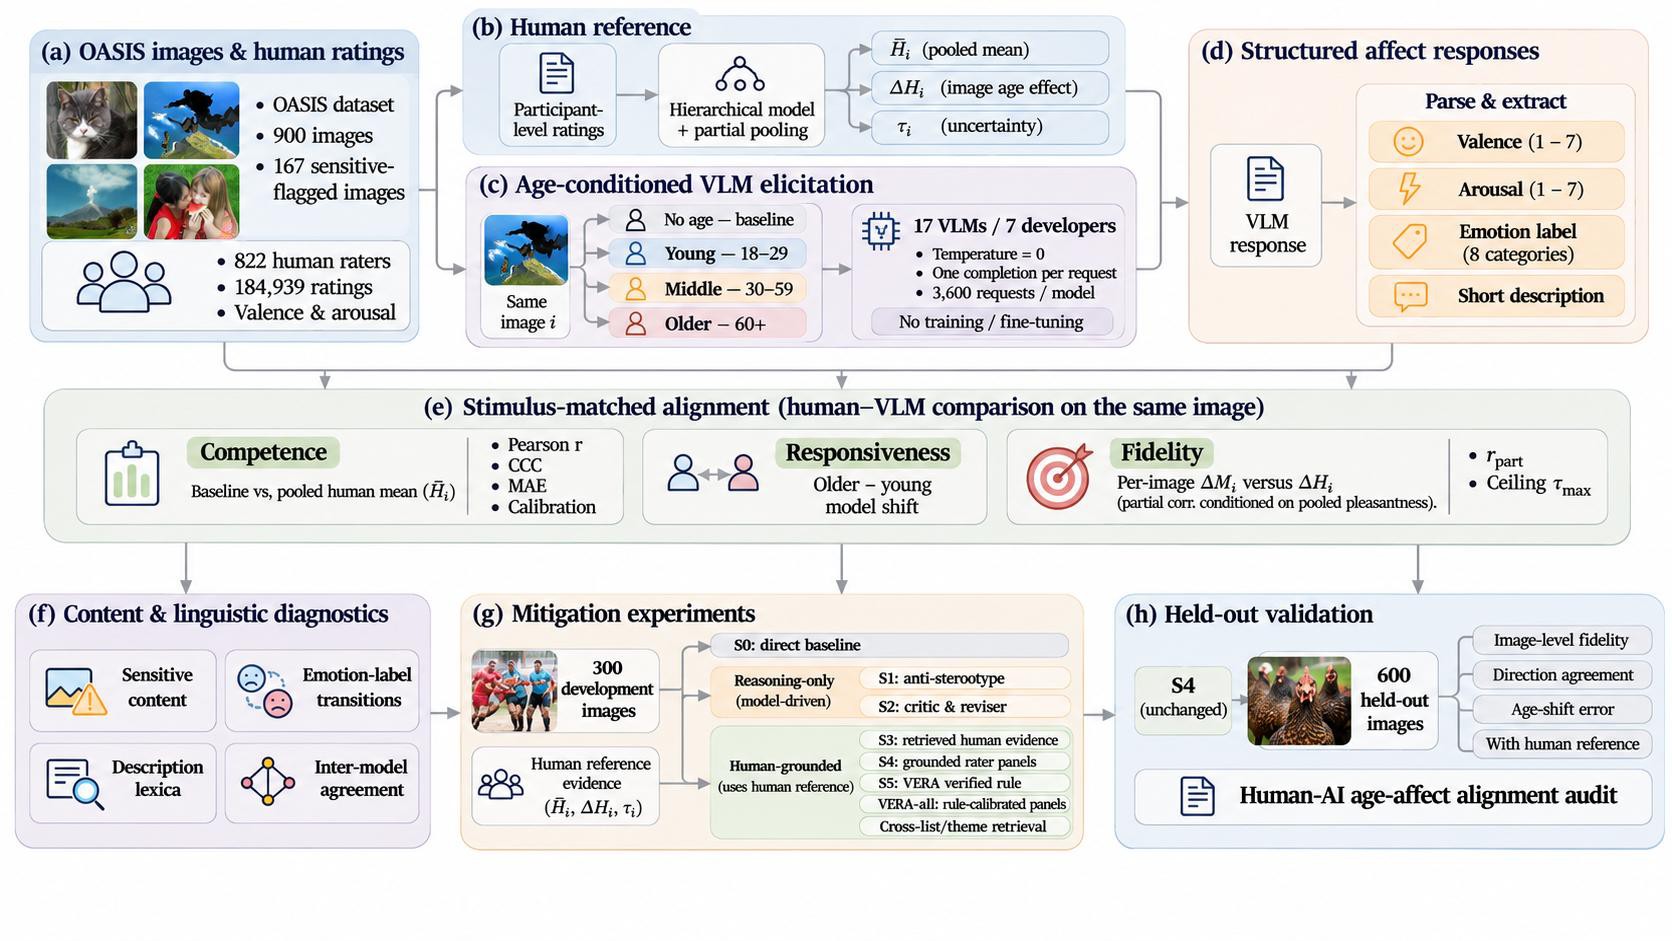 (a) OASIS images & human ratings
• OASIS dataset
• 900 images
• 167 sensitive-
flagged images
• 822 human raters
• 184,939 ratings
• Valence & arousal
(b) Human reference
Participant-
level ratings
Hierarchical model
+ partial pooling
H̄ᵢ (pooled mean)
ΔHᵢ (image age effect)
τᵢ (uncertainty)
(c) Age-conditioned VLM elicitation
Same
image i
No age – baseline
Young – 18–29
Middle – 30–59
Older – 60+
17 VLMs / 7 developers
• Temperature = 0
• One completion per request
• 3,600 requests / model
No training / fine-tuning
(d) Structured affect responses
VLM
response
Parse & extract
Valence (1 – 7)
Arousal (1 – 7)
Emotion label
(8 categories)
Short description
(e) Stimulus-matched alignment (human–VLM comparison on the same image)
Competence
Baseline vs, pooled human mean (H̄ᵢ)
• Pearson r
• CCC
• MAE
• Calibration
Responsiveness
Older – young
model shift
Fidelity
Per-image ΔMᵢ versus ΔHᵢ
(partial corr. conditioned on pooled pleasantness).
• r_part
• Ceiling τ_max
(f) Content & linguistic diagnostics
Sensitive
content
Emotion-label
transitions
Description
lexica
Inter-model
agreement
(g) Mitigation experiments
300
development
images
Human reference
evidence
(H̄ᵢ, ΔHᵢ, τᵢ)
S0: direct baseline
Reasoning-only
(model-driven)
S1: anti-sterootype
S2: critic & reviser
Human-grounded
(uses human reference)
S3: retrieved human evidence
S4: grounded rater panels
S5: VERA verified rule
VERA-all: rule-calibrated panels
Cross-list/theme retrieval
(h) Held-out validation
S4
(unchanged)
600
held-out
images
Image-level fidelity
Direction agreement
Age-shift error
With human reference
Human-AI age-affect alignment audit